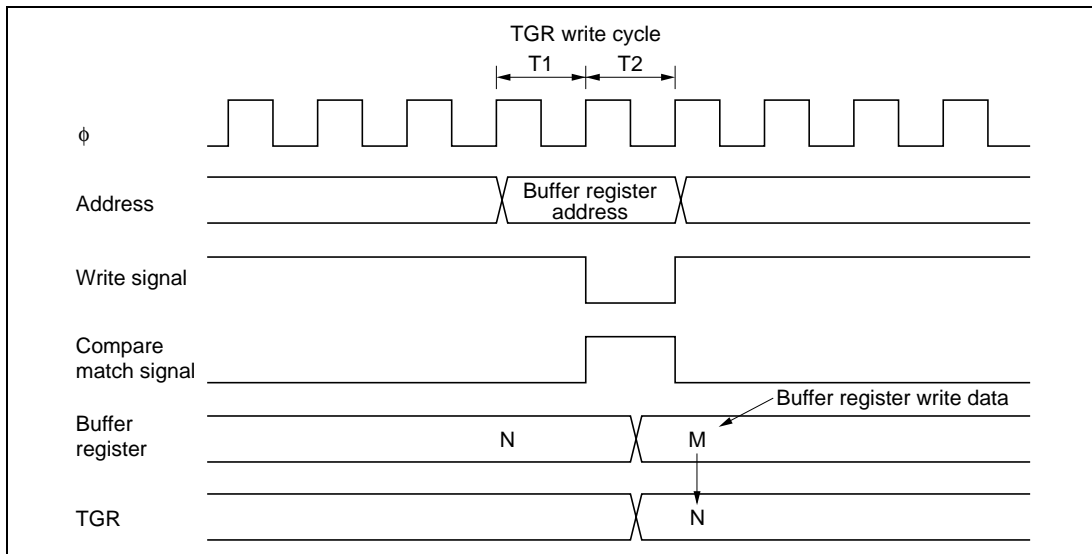 TGR write cycle
T1 T2
ϕ
Address
Buffer register
address
Write signal
Compare
match signal
Buffer register write data
Buffer
register
N M
TGR
N